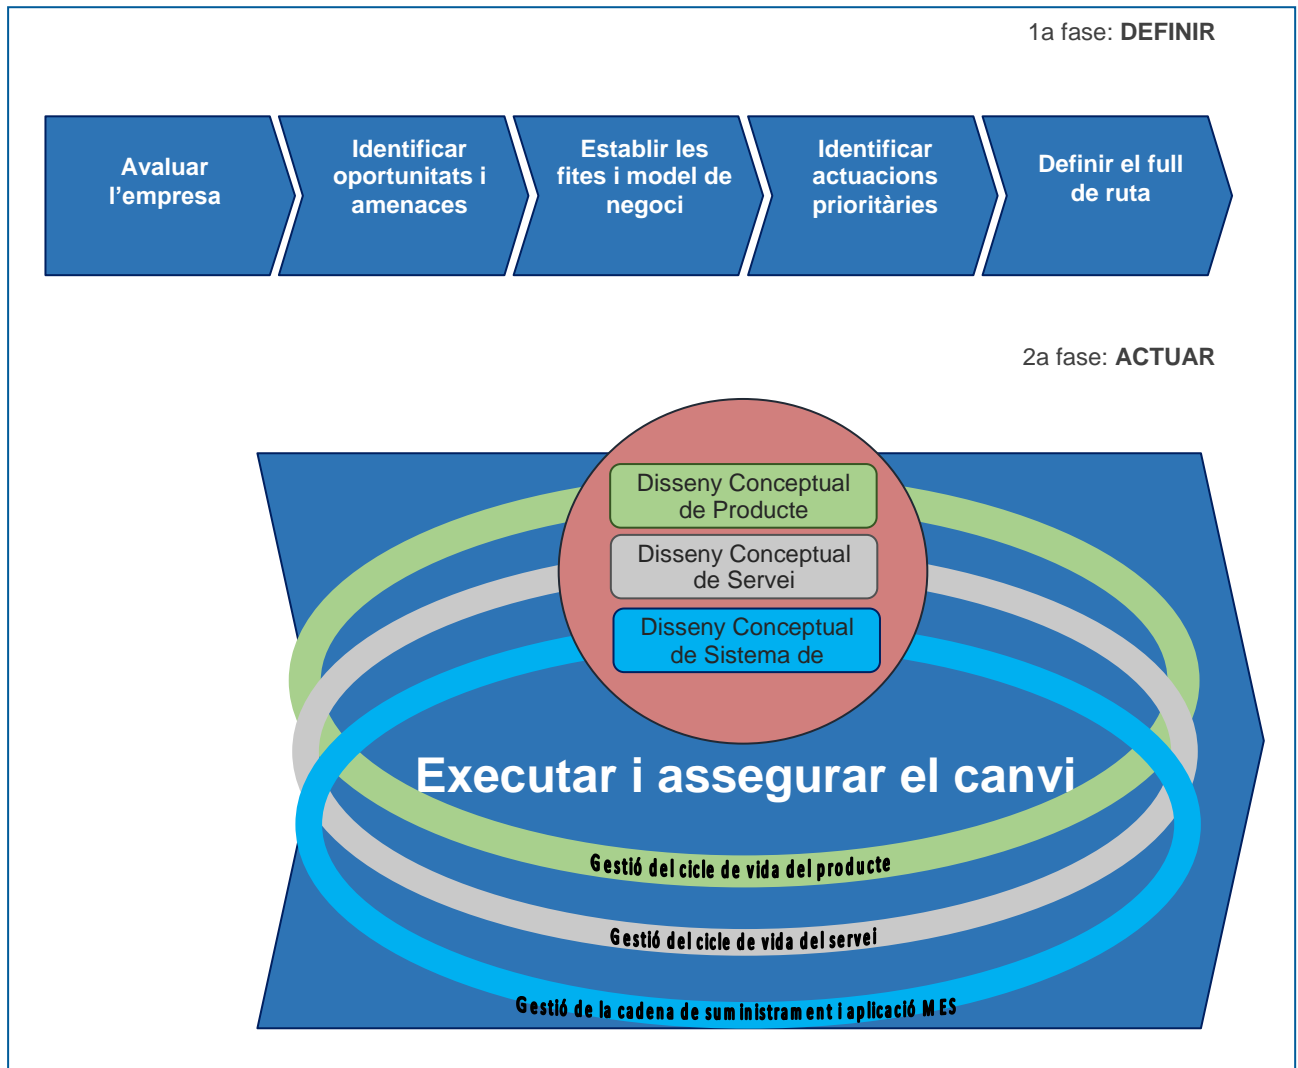 1a fase: DEFINIR
Avaluar
l’empresa
Identificar
oportunitats i
amenaces
Establir les
fites i model de
negoci
Identificar
actuacions
prioritàries
Definir el full
de ruta
2a fase: ACTUAR
Disseny Conceptual
de Producte
Disseny Conceptual
de Servei
Disseny Conceptual
de Sistema de
Executar i assegurar el canvi
Gestió del cicle de vida del producte
Gestió del cicle de vida del servei
Gestió de la cadena de suministrament i aplicació MES